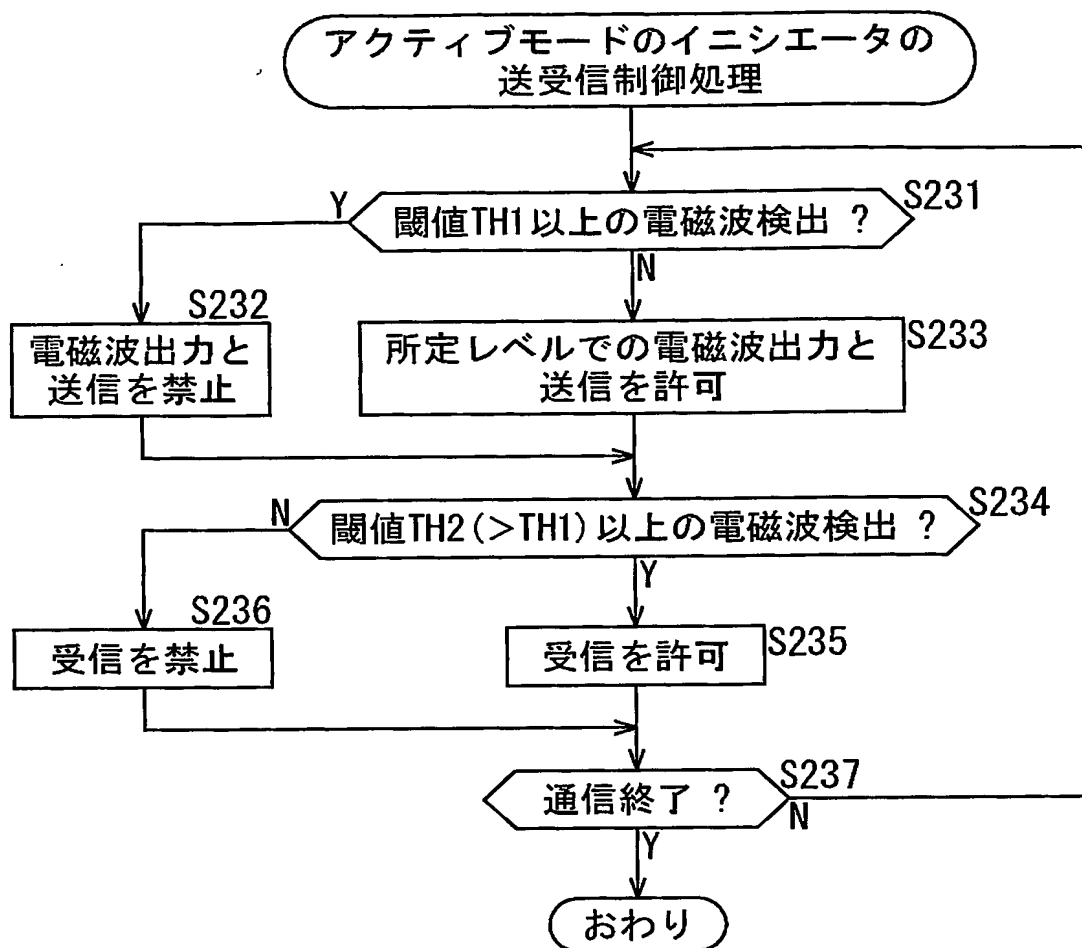 アクティブモードのイニシエータの
送受信制御処理
S231
Y
閾値TH1以上の電磁波検出 ?
N
S232
電磁波出力と
送信を禁止
S233
所定レベルでの電磁波出力と
送信を許可
S234
N
閾値TH2(>TH1)以上の電磁波検出 ?
Y
S236
受信を禁止
S235
受信を許可
S237
通信終了 ?
N
Y
おわり